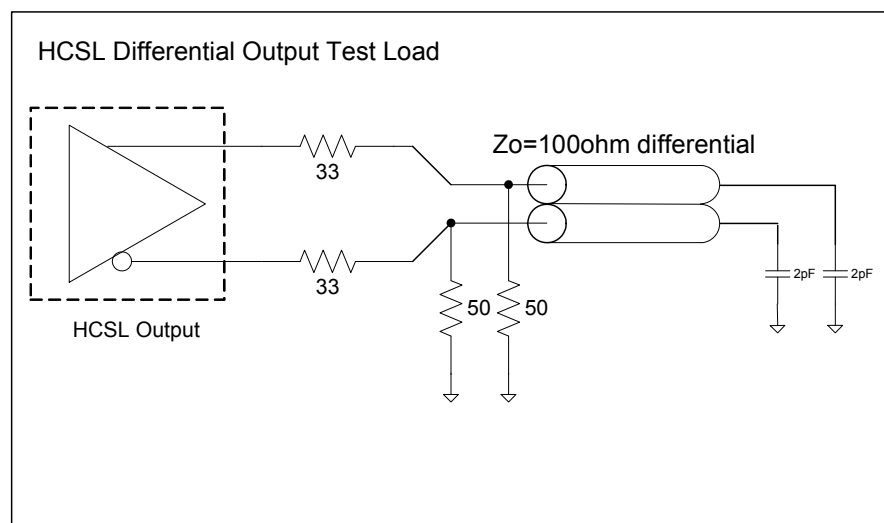 HCSL Differential Output Test Load
Zo=100ohm differential
33
33
2pF
2pF
50
50
HCSL Output